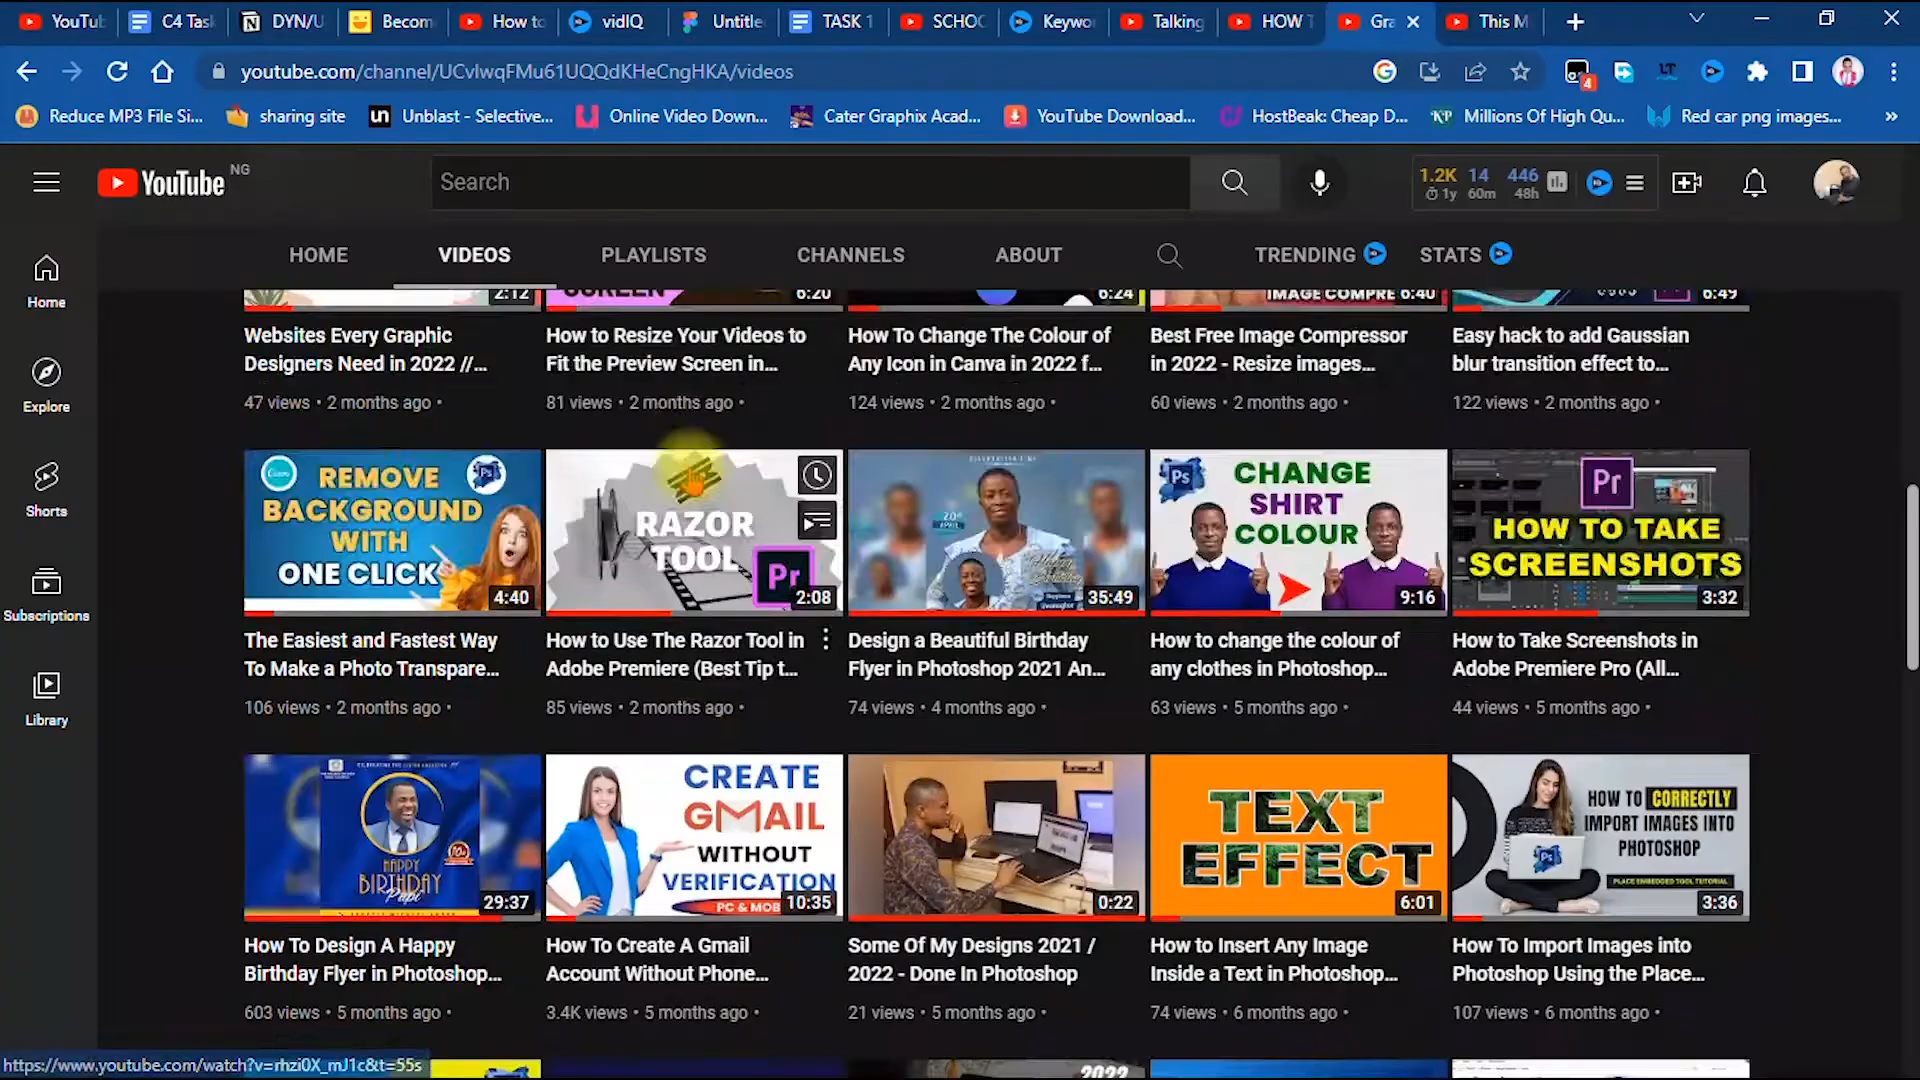 YouTub
C4 Task
DYN/U
Becom
How to
vidIQ
Untitle
TASK 1
SCHO
Keywo
Talking
HOW T
Gra
This M
youtube.com/channel/UCvlwqFMu61UQQdKHeCngHKA/videos
4
Reduce MP3 File Si...
sharing site
un Unblast - Selective...
Online Video Down...
Cater Graphix Acad...
YouTube Download...
HostBeak: Cheap D...
Millions Of High Qu...
Red car png images...
»
YouTube NG
Search
1.2K 14 446
1y 60m 48h
HOME
VIDEOS
PLAYLISTS
CHANNELS
ABOUT
TRENDING
STATS
Home
Explore
Shorts
Subscriptions
Library
2:12
6:20
6:24
IMAGE COMPRE 6:40
6:49
Websites Every Graphic
Designers Need in 2022 //...
47 views • 2 months ago •
How to Resize Your Videos to
Fit the Preview Screen in...
81 views • 2 months ago •
How To Change The Colour of
Any Icon in Canva in 2022 f...
124 views • 2 months ago •
Best Free Image Compressor
in 2022 - Resize images...
60 views • 2 months ago •
Easy hack to add Gaussian
blur transition effect to...
122 views • 2 months ago •
Canva
Ps
REMOVE
BACKGROUND
WITH
ONE CLICK
4:40
The Easiest and Fastest Way
To Make a Photo Transpare...
106 views • 2 months ago •
RAZOR
TOOL
Pr
2:08
How to Use The Razor Tool in
Adobe Premiere (Best Tip t...
85 views • 2 months ago •
20th
APRIL
35:49
Design a Beautiful Birthday
Flyer in Photoshop 2021 An...
74 views • 4 months ago •
Ps
CHANGE
SHIRT
COLOUR
9:16
How to change the colour of
any clothes in Photoshop...
63 views • 5 months ago •
Pr
HOW TO TAKE
SCREENSHOTS
3:32
How to Take Screenshots in
Adobe Premiere Pro (All...
44 views • 5 months ago •
HAPPY
BIRTHDAY
Papi
29:37
How To Design A Happy
Birthday Flyer in Photoshop...
603 views • 5 months ago •
CREATE
GMAIL
WITHOUT
VERIFICATION
PC & MOB
10:35
How To Create A Gmail
Account Without Phone...
3.4K views • 5 months ago •
0:22
Some Of My Designs 2021 /
2022 - Done In Photoshop
21 views • 5 months ago •
TEXT
EFFECT
6:01
How to Insert Any Image
Inside a Text in Photoshop...
74 views • 6 months ago •
HOW TO CORRECTLY
IMPORT IMAGES INTO
PHOTOSHOP
Ps
PLACE EMBEDDED TOOL TUTORIAL
3:36
How To Import Images into
Photoshop Using the Place...
107 views • 6 months ago •
2022
https://www.youtube.com/watch?v=rhzi0X_mJ1c&t=55s